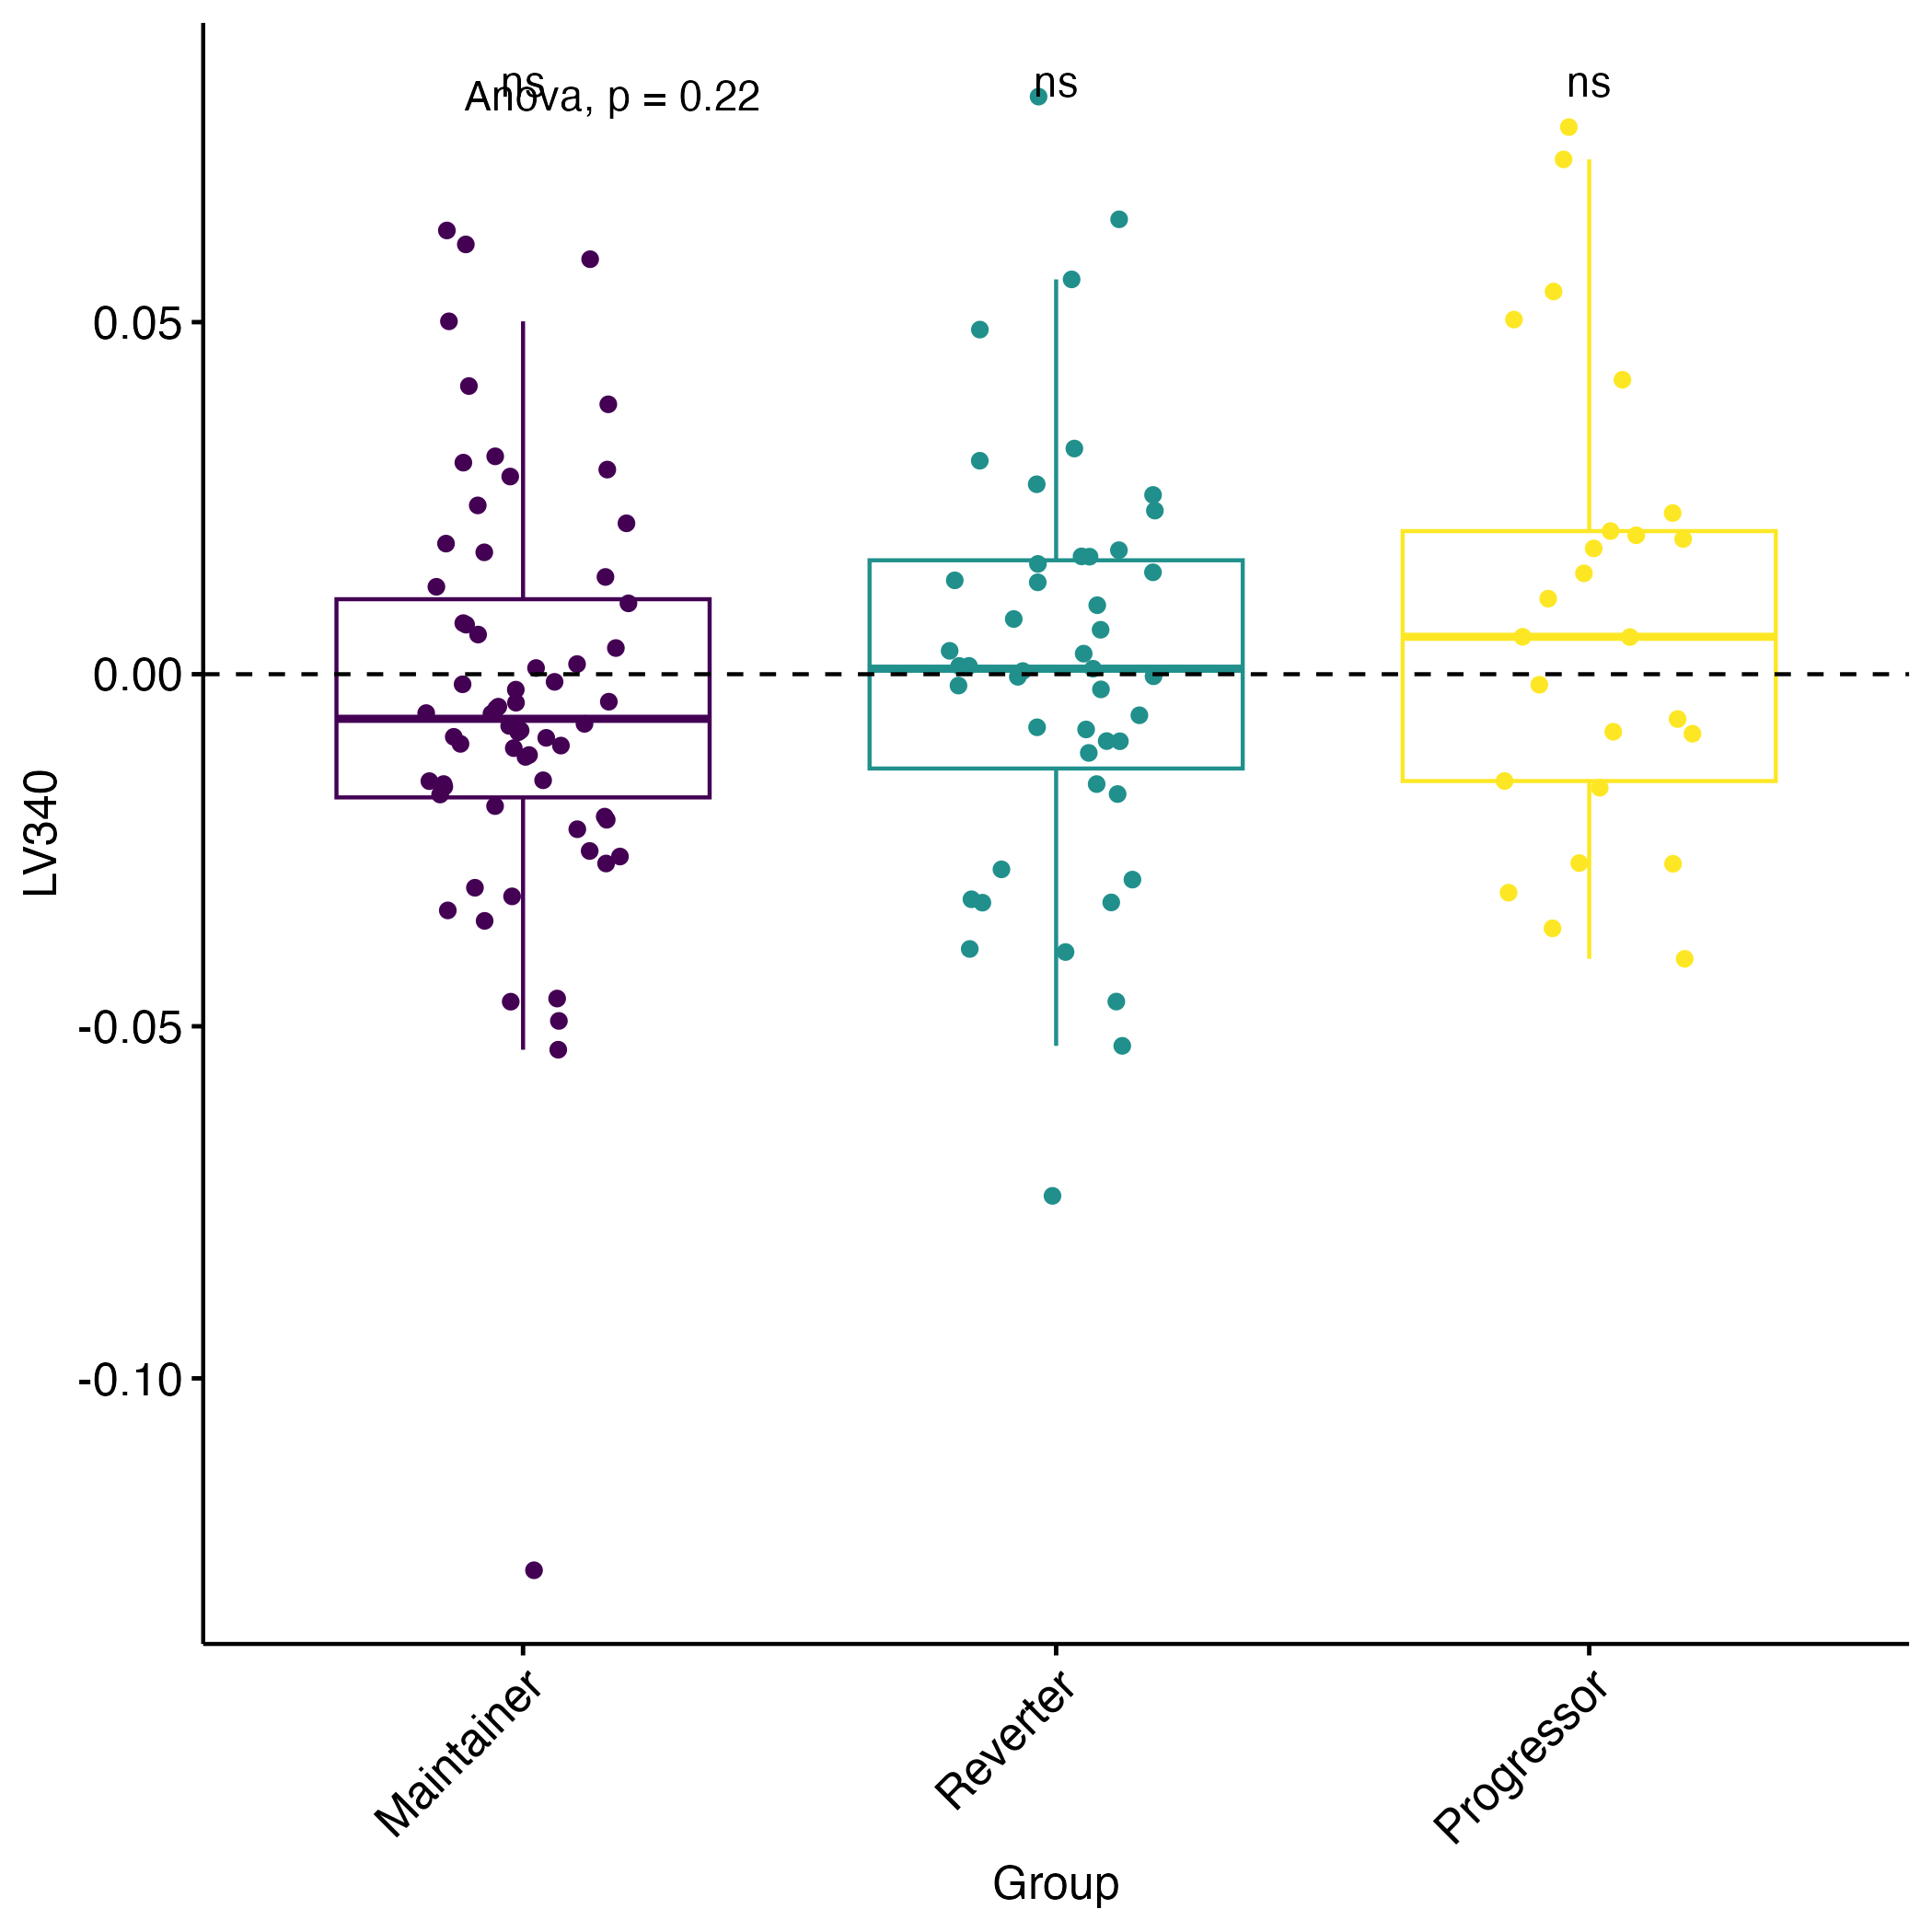 ns
ns
ns
Anova, p = 0.22
0.05
0.00
-0.05
-0.10
LV340
Maintainer
Reverter
Progressor
Group